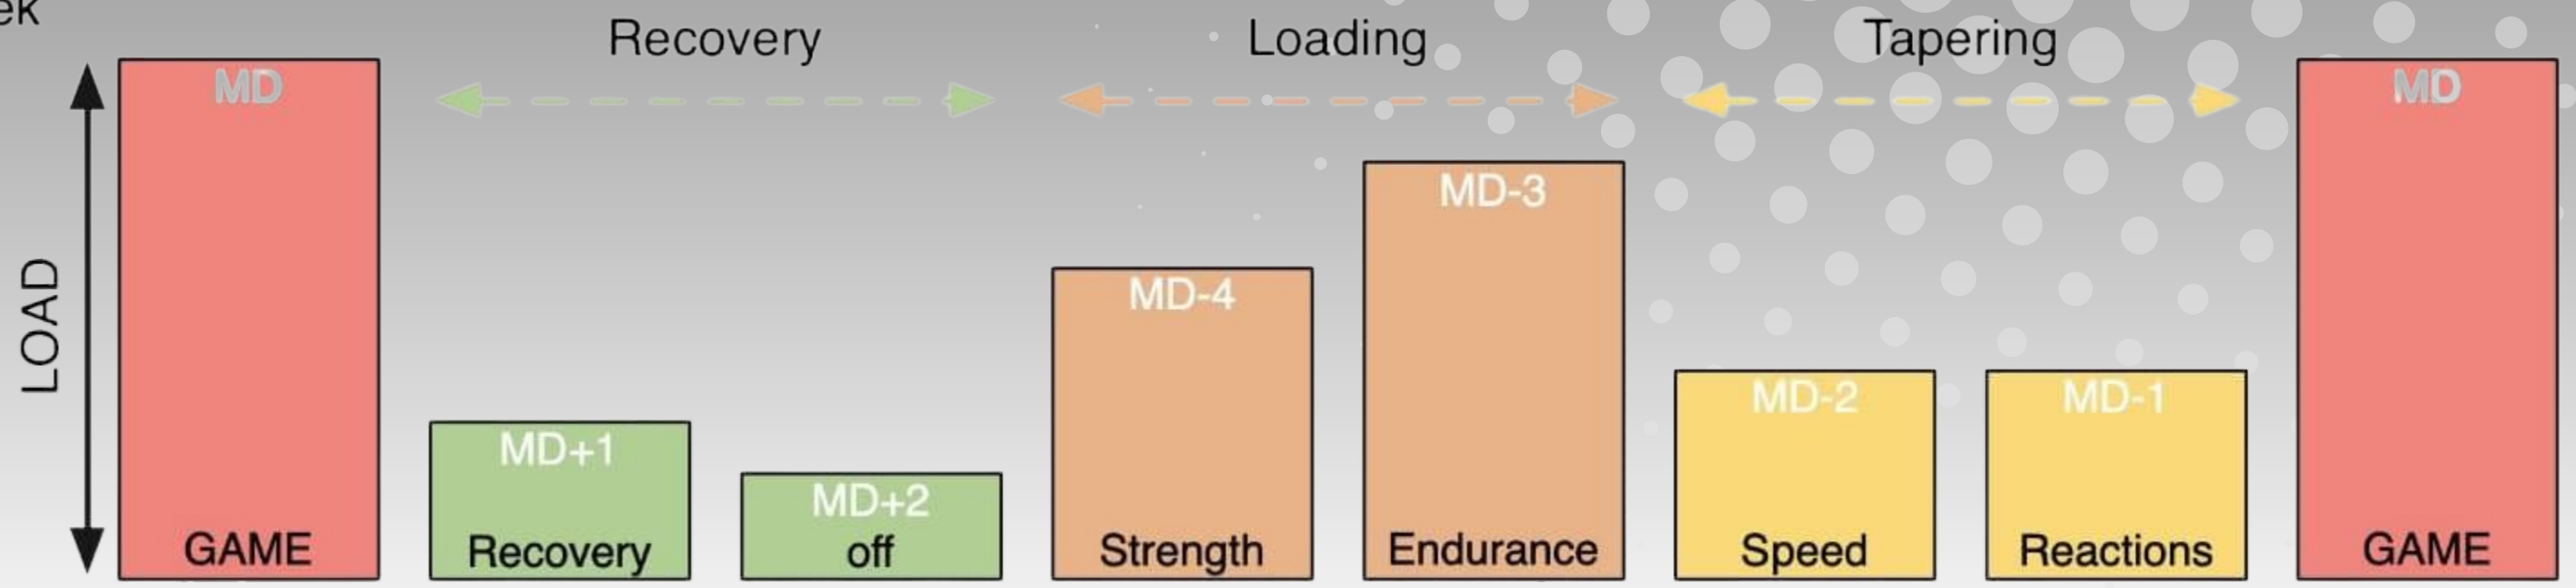 ek
Recovery
Loading
Tapering
LOAD
MD
GAME
MD+1
Recovery
MD+2
off
MD-4
Strength
MD-3
Endurance
MD-2
Speed
MD-1
Reactions
MD
GAME